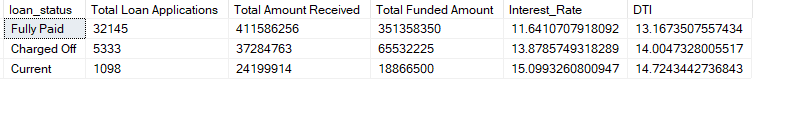 loan_status Total Loan Applications Total Amount Received Total Funded Amount Interest_Rate DTI
Fully Paid 32145 411586256 351358350 11.6410707918092 13.1673507557434
Charged Off 5333 37284763 65532225 13.8785749318289 14.0047328005517
Current 1098 24199914 18866500 15.0993260800947 14.7243442736843